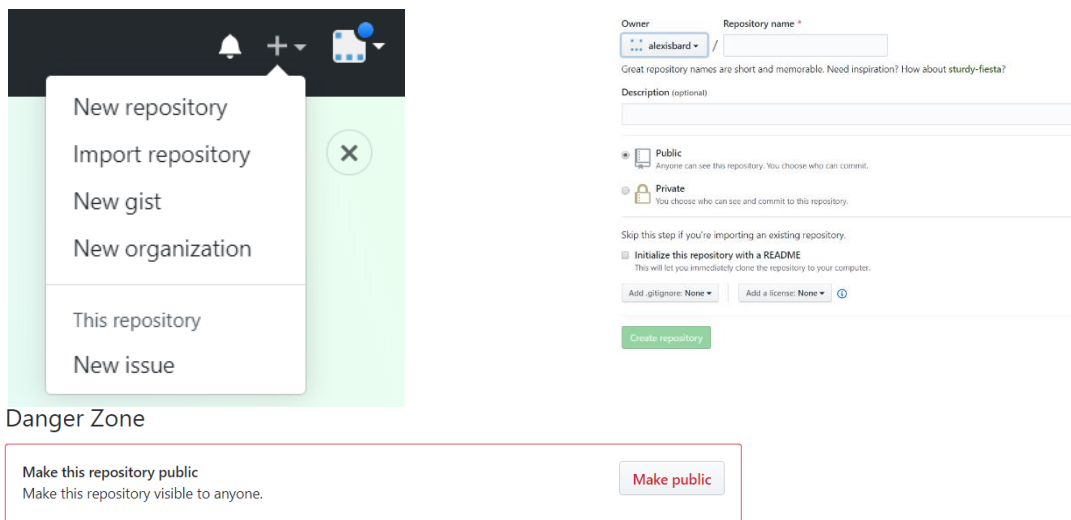 New repository
Import repository
New gist
New organization
This repository
New issue
Owner Repository name *
alexisbard /
Great repository names are short and memorable. Need inspiration? How about sturdy-fiesta?
Description (optional)
Public
Anyone can see this repository. You choose who can commit.
Private
You choose who can see and commit to this repository.
Skip this step if you're importing an existing repository.
Initialize this repository with a README
This will let you immediately clone the repository to your computer.
Add .gitignore: None Add a license: None
Create repository
Danger Zone
Make this repository public
Make this repository visible to anyone.
Make public